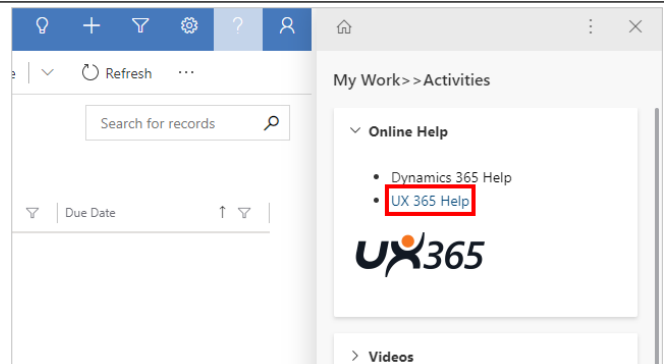 ?
e
Refresh
...
Search for records
Due Date
My Work>>Activities
Online Help
• Dynamics 365 Help
• UX 365 Help
UX365
Videos